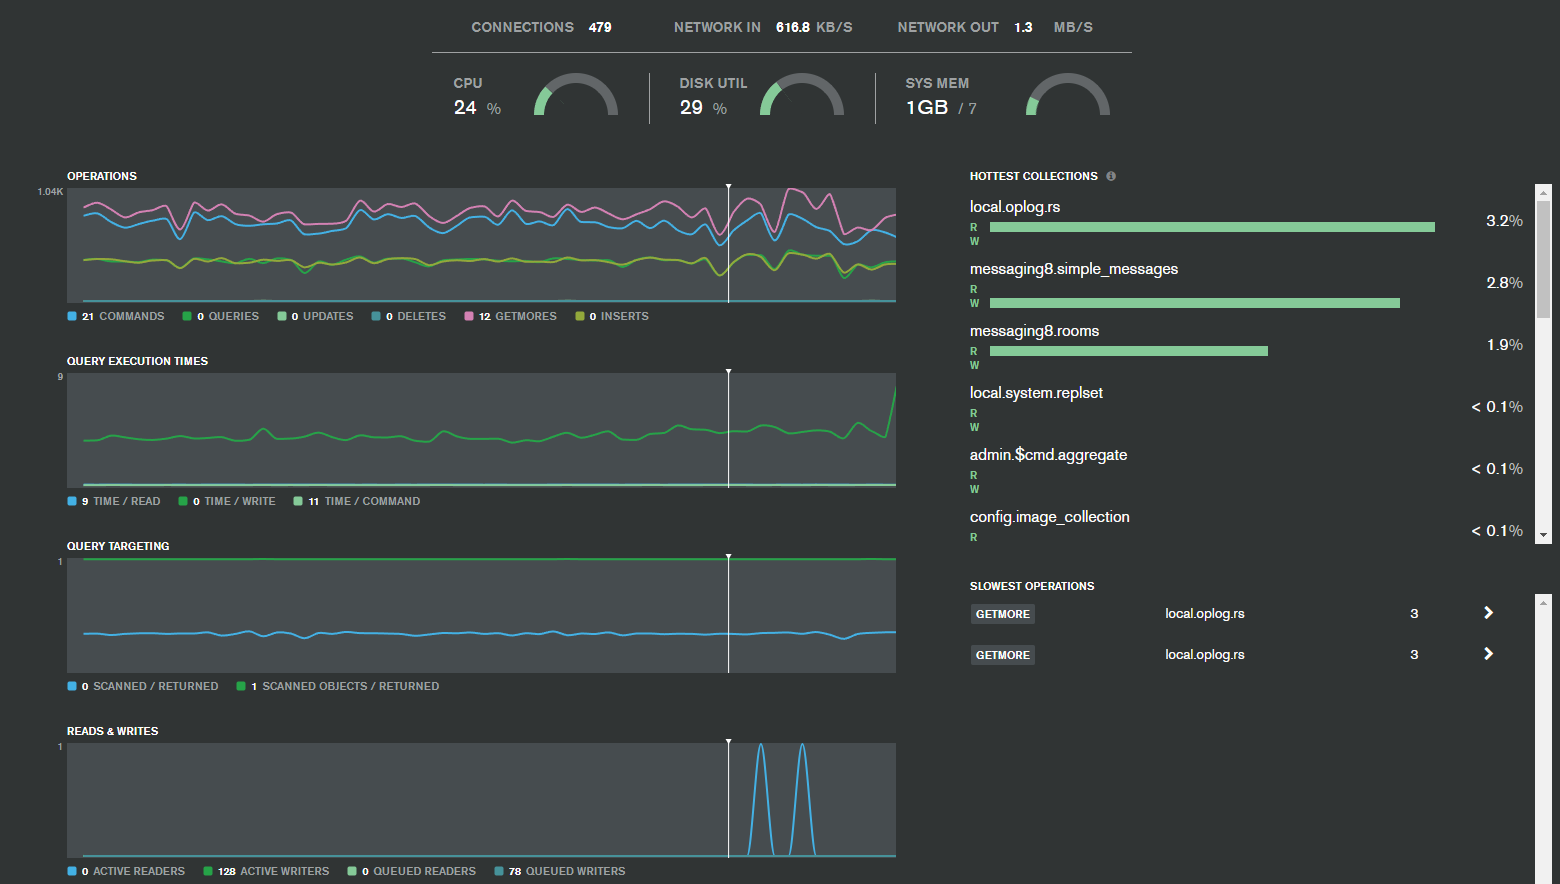 CONNECTIONS 479 NETWORK IN 616.8 KB/S NETWORK OUT 1.3 MB/S
CPU
24 %
DISK UTIL
29 %
SYS MEM
1GB / 7
OPERATIONS
1.04K
21 COMMANDS 0 QUERIES 0 UPDATES 0 DELETES 12 GETMORES 0 INSERTS
QUERY EXECUTION TIMES
9
9 TIME / READ 0 TIME / WRITE 11 TIME / COMMAND
QUERY TARGETING
1
0 SCANNED / RETURNED 1 SCANNED OBJECTS / RETURNED
READS & WRITES
1
0 ACTIVE READERS 128 ACTIVE WRITERS 0 QUEUED READERS 78 QUEUED WRITERS
HOTTEST COLLECTIONS i
local.oplog.rs
R
W
3.2%
messaging8.simple_messages
R
W
2.8%
messaging8.rooms
R
W
1.9%
local.system.replset
R
W
< 0.1%
admin.$cmd.aggregate
R
W
< 0.1%
config.image_collection
R
< 0.1%
SLOWEST OPERATIONS
GETMORE local.oplog.rs 3
GETMORE local.oplog.rs 3